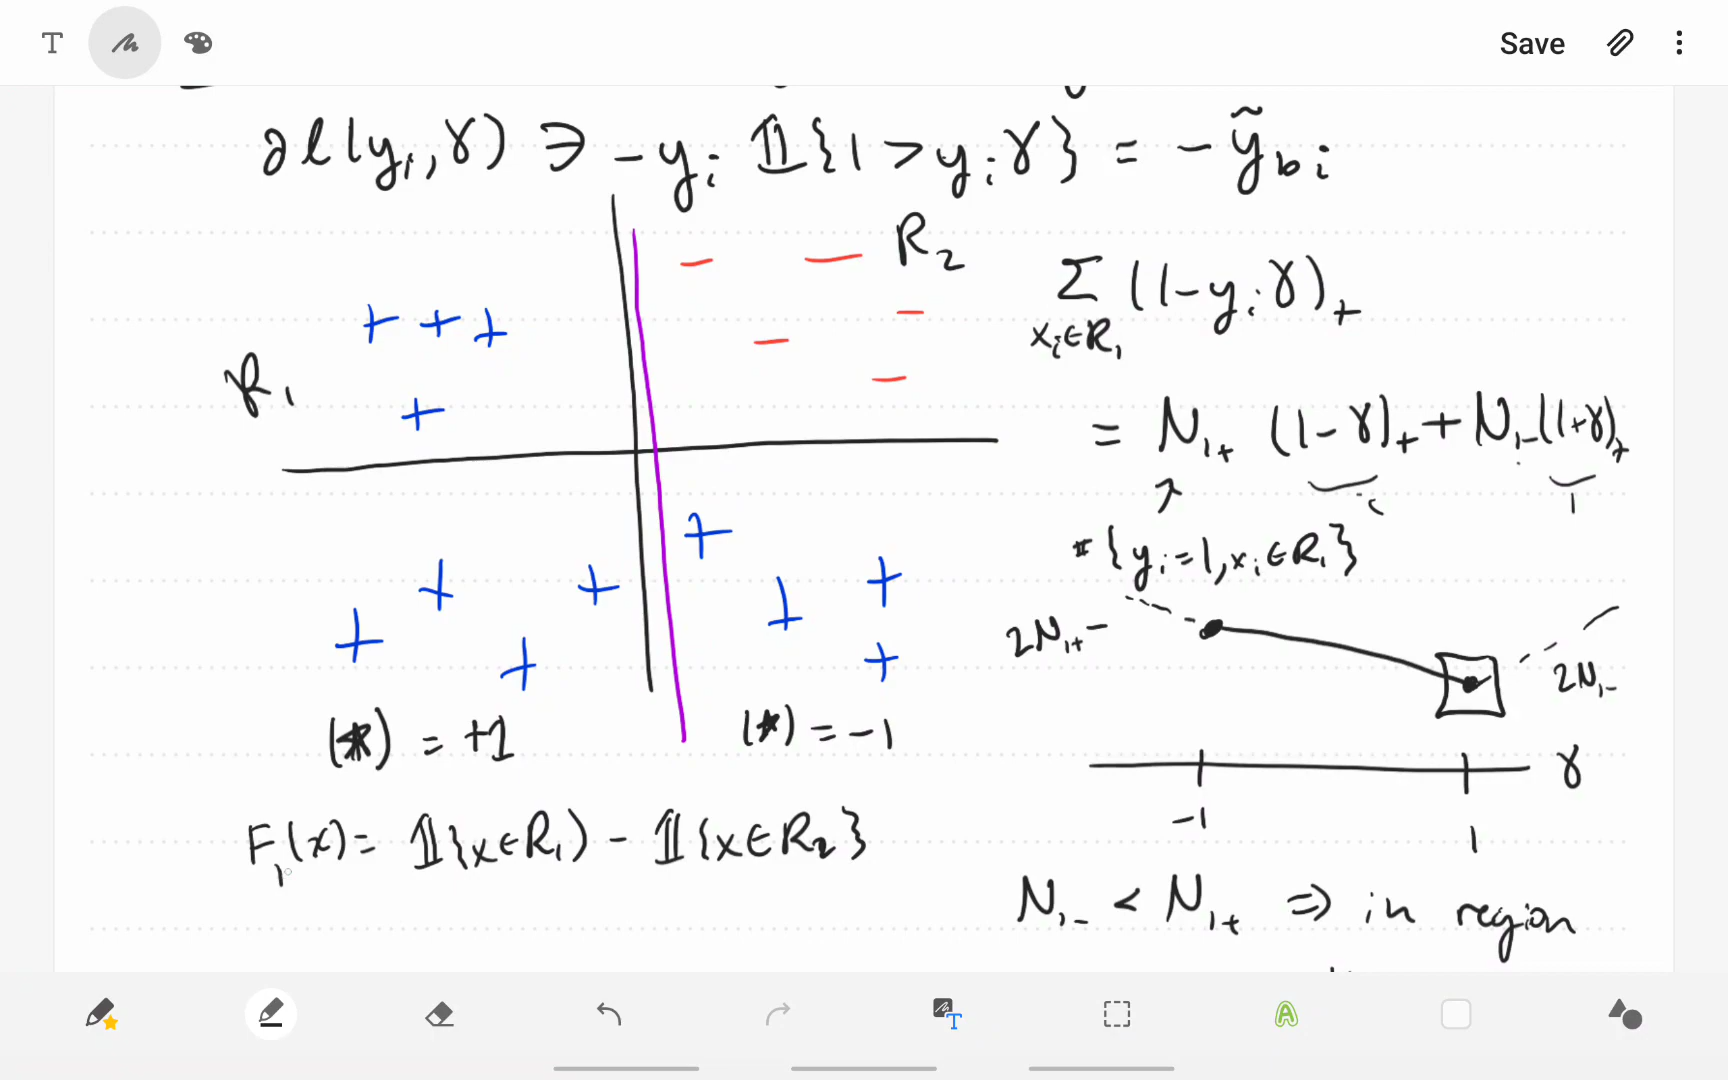 T Save
∂ℓ(yᵢ,γ) ∋ -yᵢ 𝟙{1>yᵢγ} = -ỹ_bi
R₂
R₁
Σ (1-yᵢγ)₊
xᵢ∈R₁
= N₁₊ (1-γ)₊ + N₁₋(1+γ)₊
#{yᵢ=1, xᵢ∈R₁}
2N₁₊
2N₁₋
(*) = +1
(*) = -1
γ
-1
1
F₁(x) = 𝟙{x∈R₁) - 𝟙{x∈R₂}
N₁₋ < N₁₊ ⇒ in region